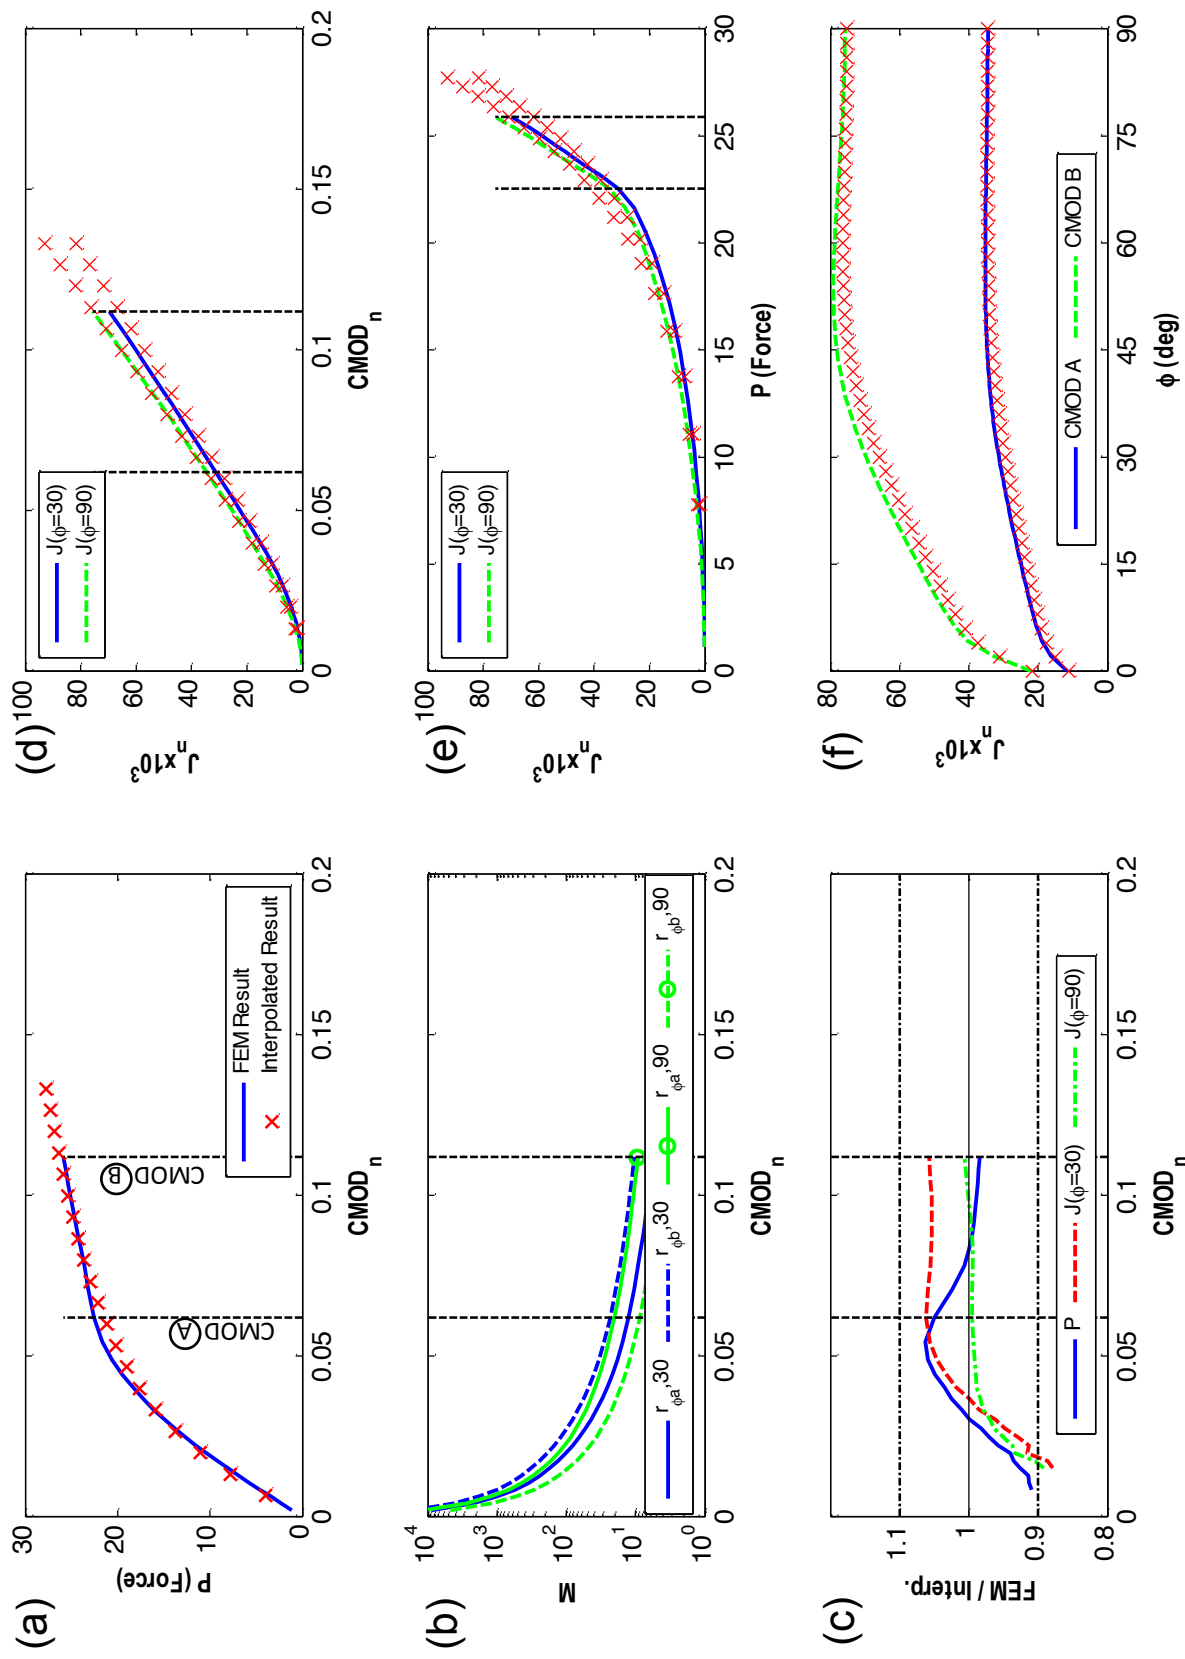 (a)
P (Force)
30
20
10
0
0
0.05
0.1
0.15
0.2
CMOD
n
CMOD A
CMOD B
FEM Result
Interpolated Result
(b)
M
10^4
10^3
10^2
10^1
10^0
0
0.05
0.1
0.15
0.2
CMOD
n
r_ϕa,30
r_ϕb,30
r_ϕa,90
r_ϕb,90
(c)
FEM / Interp.
1.1
1
0.9
0.8
0
0.05
0.1
0.15
0.2
CMOD
n
P
J(ϕ=30)
J(ϕ=90)
(d)
J_n x10^3
100
80
60
40
20
0
0
0.05
0.1
0.15
0.2
CMOD
n
J(ϕ=30)
J(ϕ=90)
(e)
J_n x10^3
100
80
60
40
20
0
0
5
10
15
20
25
30
P (Force)
J(ϕ=30)
J(ϕ=90)
(f)
J_n x10^3
80
60
40
20
0
0
15
30
45
60
75
90
ϕ (deg)
CMOD A
CMOD B